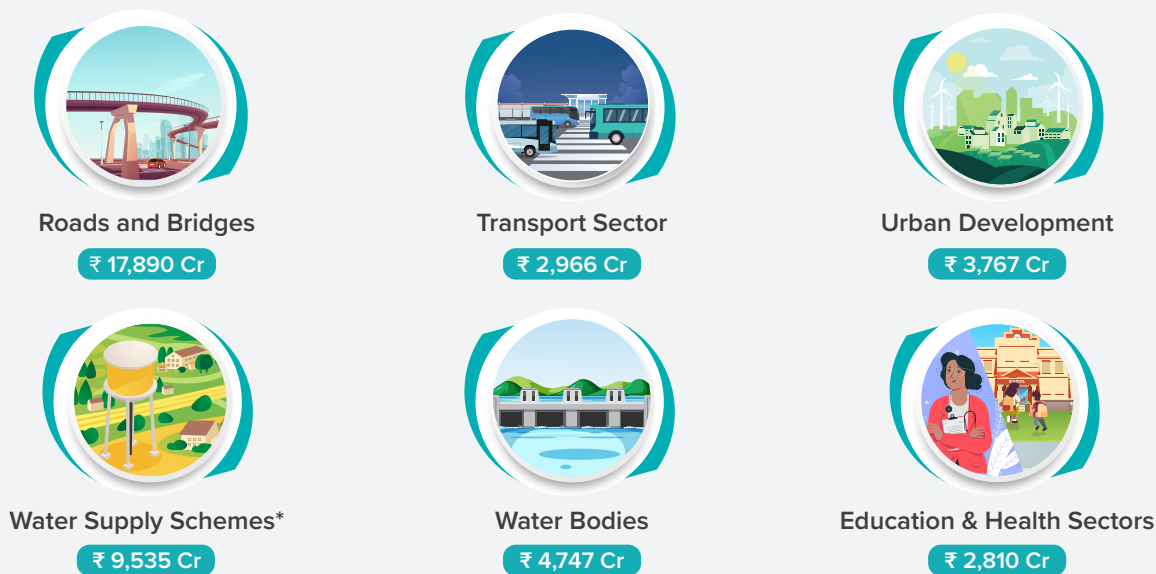 Roads and Bridges
₹ 17,890 Cr
Transport Sector
₹ 2,966 Cr
Urban Development
₹ 3,767 Cr
SCHOOL
Water Supply Schemes*
₹ 9,535 Cr
Water Bodies
₹ 4,747 Cr
Education & Health Sectors
₹ 2,810 Cr